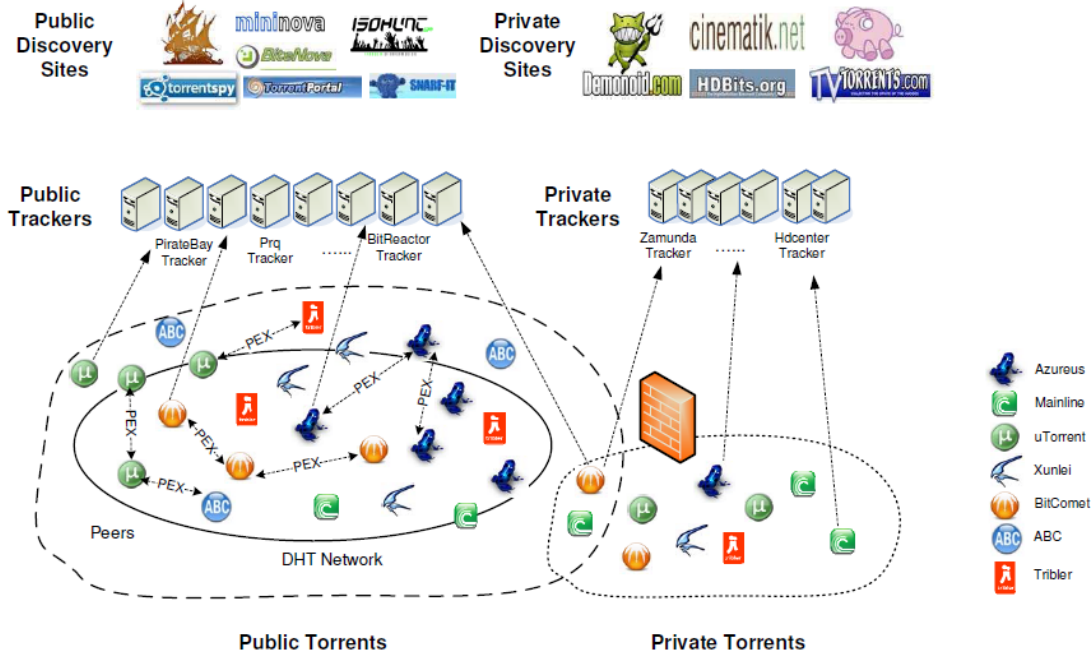 Public
Discovery
Sites
mininova
ISOHUNT
BiteNova
torrentspy
TorrentPortal
SNARF-IT
Private
Discovery
Sites
Demonoid.com
cinematik.net
HDBits.org
TVTORRENTS.com
Public
Trackers
PirateBay
Tracker
Prq
Tracker
......
BitReactor
Tracker
Private
Trackers
Zamunda
Tracker
......
Hdcenter
Tracker
ABC
PEX
Tribler
µ
µ
µ
PEX
PEX
ABC
PEX
PEX
PEX
PEX
µ
ABC
Peers
DHT Network
µ
µ
Azureus
Mainline
µ uTorrent
Xunlei
BitComet
ABC ABC
Tribler
Public Torrents
Private Torrents